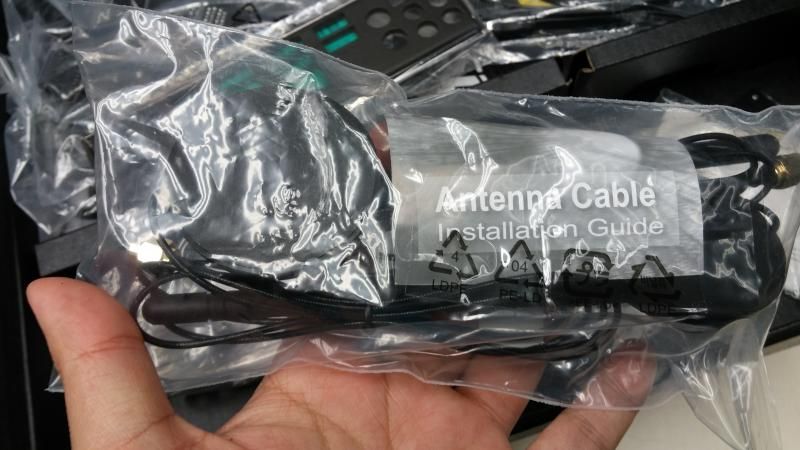 Antenna Cable
Installation Guide
4
LDPE
04
PE-LD
LDPE